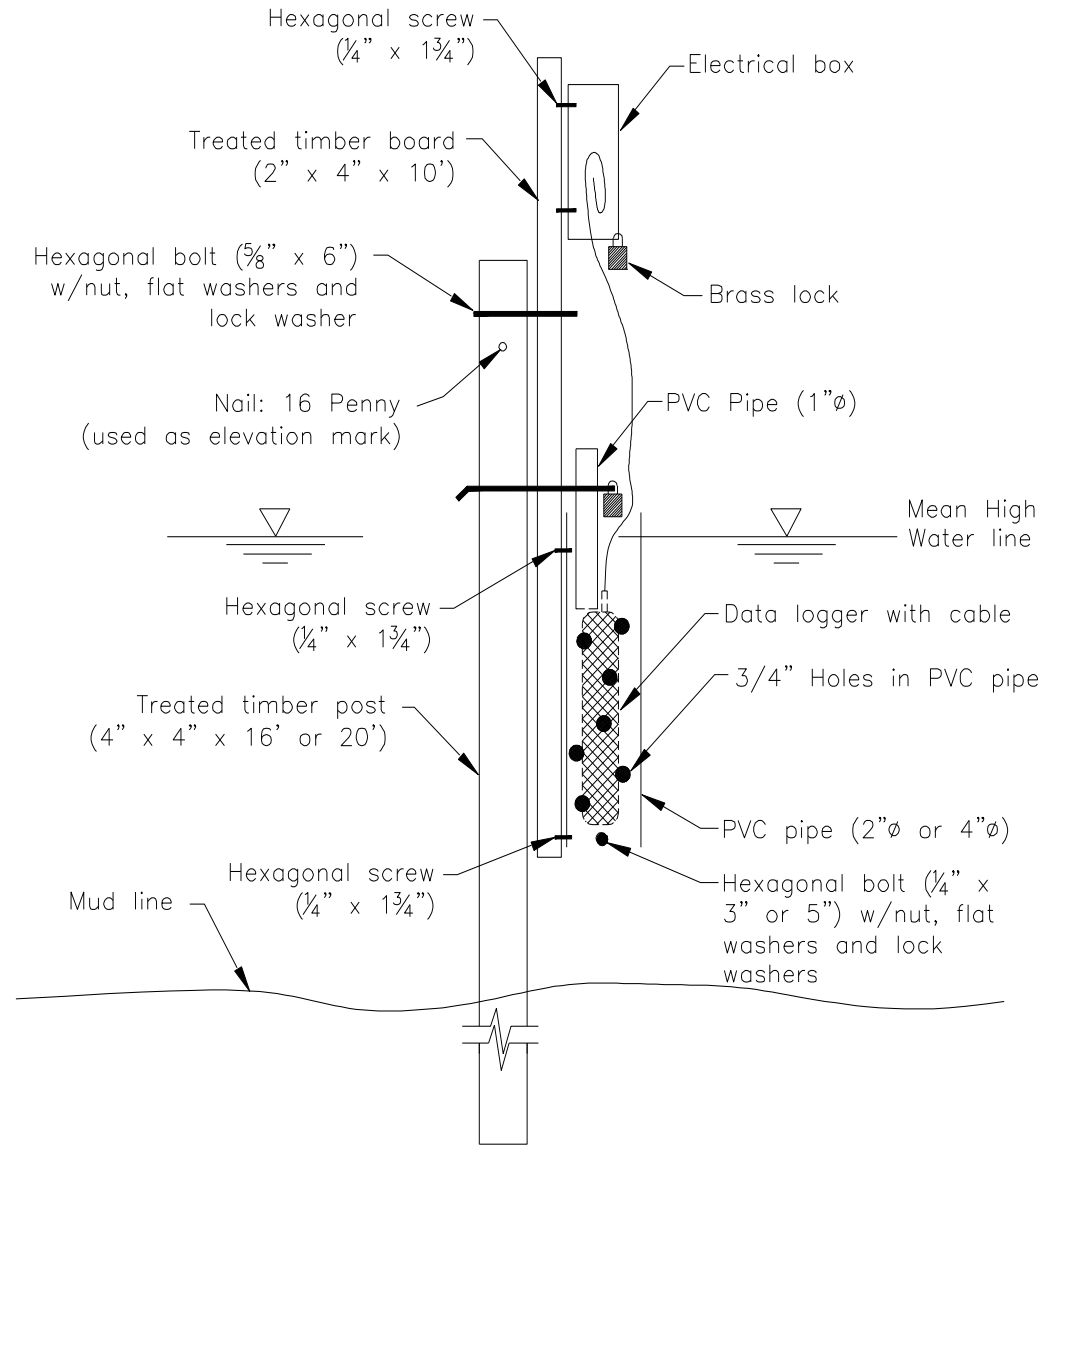 Hexagonal screw
(¼” x 1¾”)
Electrical box
Treated timber board
(2” x 4” x 10’)
Hexagonal bolt (⅝” x 6”)
w/nut, flat washers and
lock washer
Brass lock
Nail: 16 Penny
(used as elevation mark)
PVC Pipe (1”ø)
Mean High
Water line
Hexagonal screw
(¼” x 1¾”)
Data logger with cable
3/4” Holes in PVC pipe
Treated timber post
(4” x 4” x 16’ or 20’)
PVC pipe (2”ø or 4”ø)
Hexagonal screw
(¼” x 1¾”)
Hexagonal bolt (¼” x
3” or 5”) w/nut, flat
washers and lock
washers
Mud line